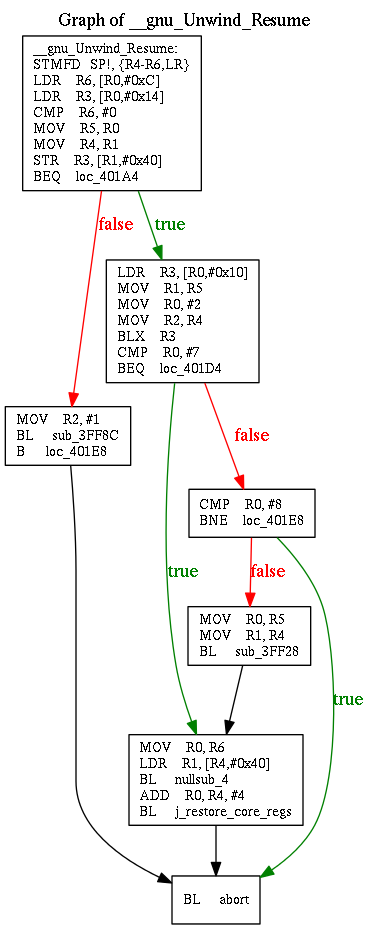 Graph of __gnu_Unwind_Resume
__gnu_Unwind_Resume:
STMFD SP!, {R4-R6,LR}
LDR R6, [R0,#0xC]
LDR R3, [R0,#0x14]
CMP R6, #0
MOV R5, R0
MOV R4, R1
STR R3, [R1,#0x40]
BEQ loc_401A4
false
true
LDR R3, [R0,#0x10]
MOV R1, R5
MOV R0, #2
MOV R2, R4
BLX R3
CMP R0, #7
BEQ loc_401D4
MOV R2, #1
BL sub_3FF8C
B loc_401E8
false
CMP R0, #8
BNE loc_401E8
true
false
MOV R0, R5
MOV R1, R4
BL sub_3FF28
true
MOV R0, R6
LDR R1, [R4,#0x40]
BL nullsub_4
ADD R0, R4, #4
BL j_restore_core_regs
BL abort